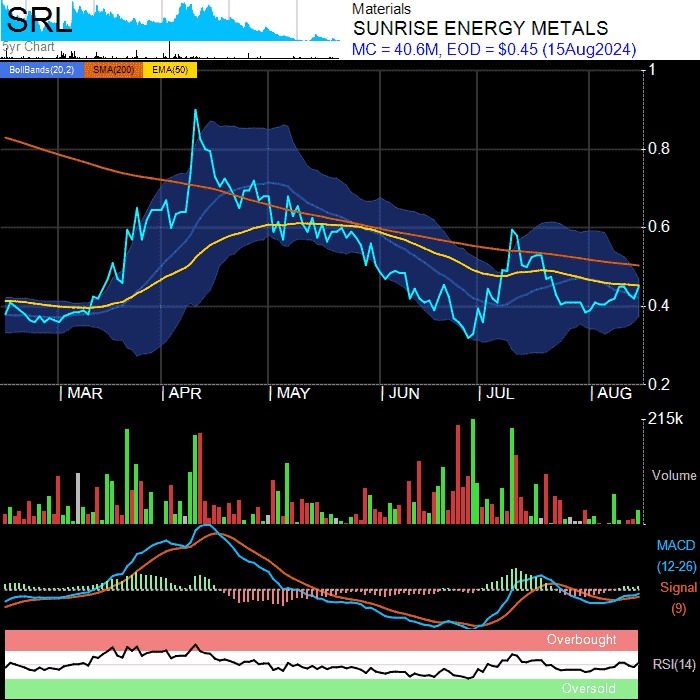 SRL
5yr Chart
Materials
SUNRISE ENERGY METALS
MC = 40.6M, EOD = $0.45 (15Aug2024)
BollBands(20,2) SMA(200) EMA(50)
1
0.8
0.6
0.4
0.2
MAR APR MAY JUN JUL AUG
215k
Volume
MACD
(12-26)
Signal
(9)
Overbought
RSI(14)
Oversold